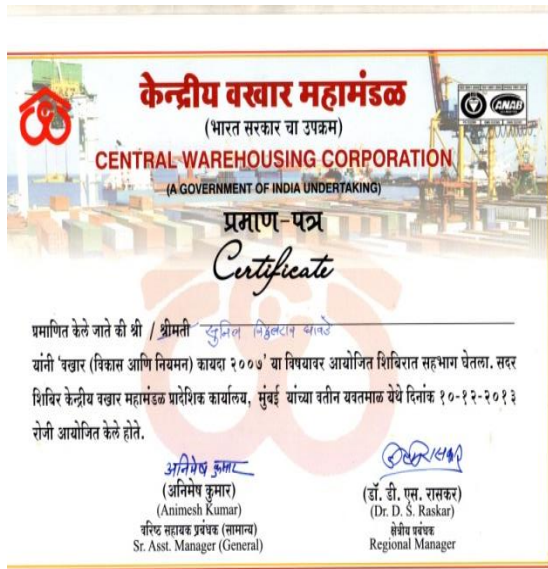 केन्द्रीय वखार महामंडळ
(भारत सरकार चा उपक्रम)
CENTRAL WAREHOUSING CORPORATION
(A GOVERNMENT OF INDIA UNDERTAKING)
ANAB
प्रमाण-पत्र
Certificate
प्रमाणित केले जाते की श्री / श्रीमती सुनिल विठ्ठलराव
यांनी 'वखार (विकास आणि नियमन) कायदा २००७' या विषयावर आयोजित शिबिरात सहभाग घेतला. सदर
शिबिर केंद्रीय वखार महामंडळ प्रादेशिक कार्यालय, मुंबई यांच्या वतीन यवतमाळ येथे दिनांक १०-१२-२०१३
रोजी आयोजित केले होते.
अनिमेष कुमार
(अनिमेष कुमार)
(Animesh Kumar)
वरिष्ठ सहायक प्रबंधक (सामान्य)
Sr. Asst. Manager (General)
(डॉ. डी. एस. रासकर)
(Dr. D. S. Raskar)
क्षेत्रीय प्रबंधक
Regional Manager